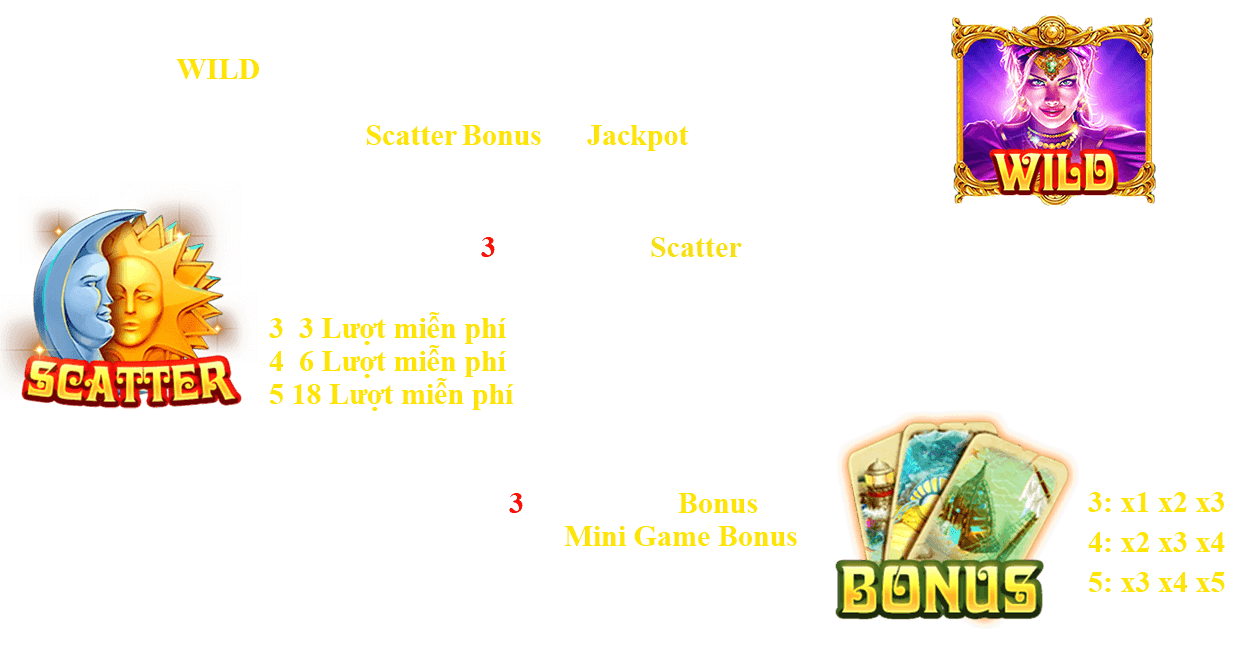 WILD
WILD
Scatter Bonus Jackpot
3 Scatter
SCATTER
3 3 Lượt miễn phí
4 6 Lượt miễn phí
5 18 Lượt miễn phí
3 Bonus
Mini Game Bonus
BONUS
3: x1 x2 x3
4: x2 x3 x4
5: x3 x4 x5